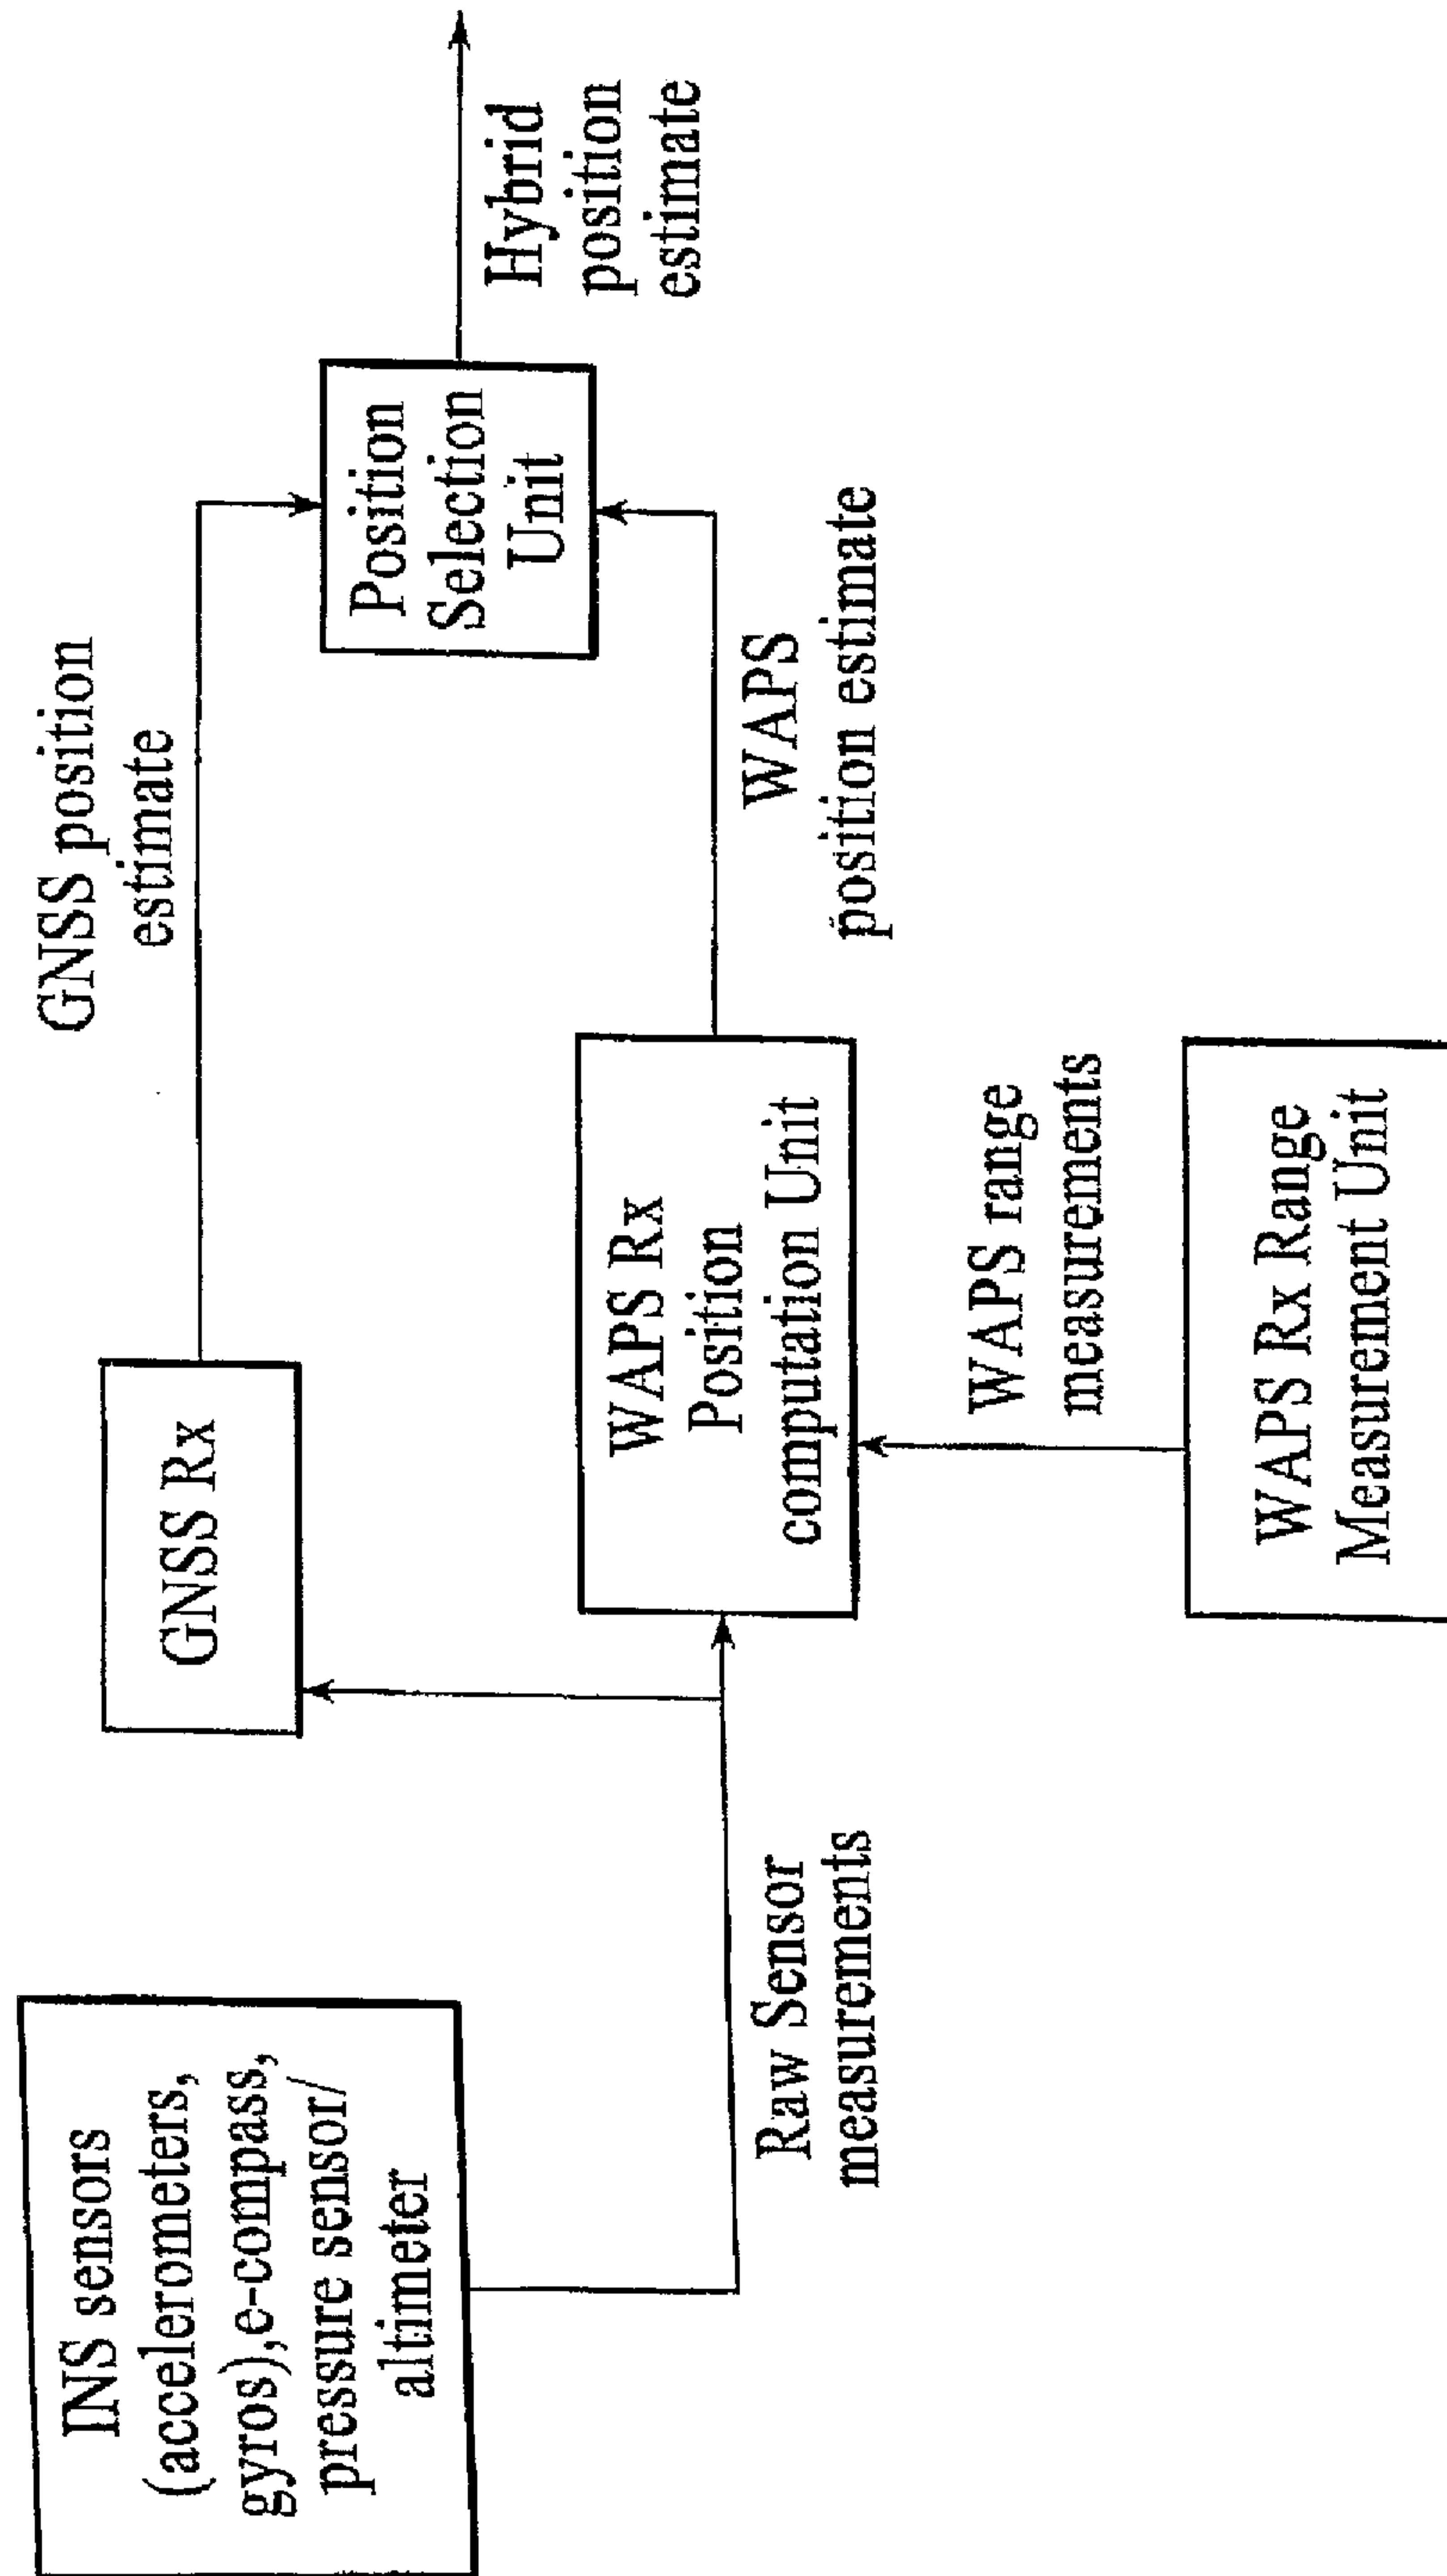 INS sensors
(accelerometers,
gyros),e-compass,
pressure sensor/
altimeter
Raw Sensor
measurements
GNSS Rx
GNSS position
estimate
WAPS Rx
Position
computation Unit
WAPS range
measurements
WAPS Rx Range
Measurement Unit
WAPS
position estimate
Position
Selection
Unit
Hybrid
position
estimate